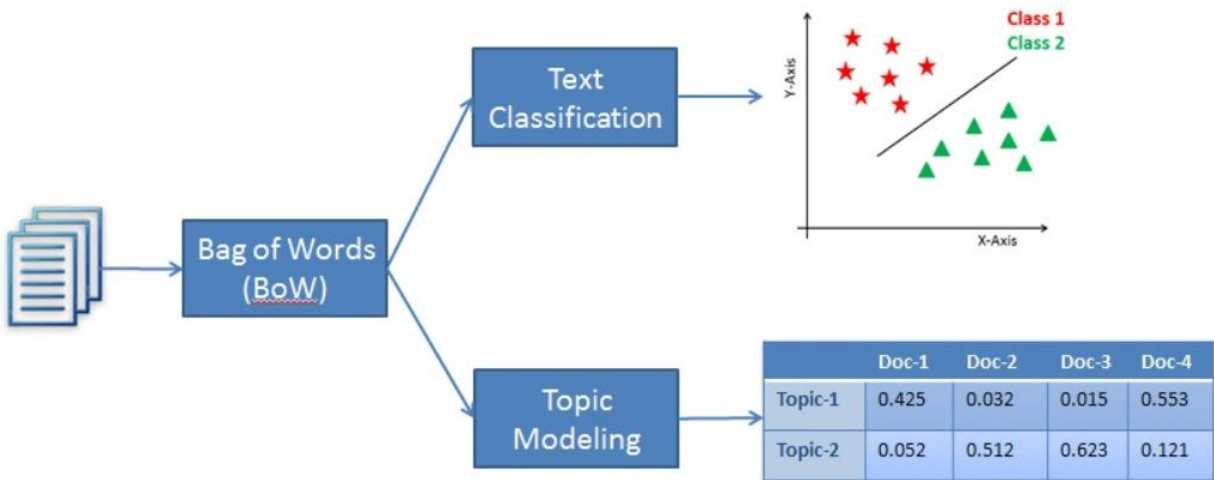 Text
Classification
Class 1
Class 2
Y-Axis
X-Axis
Bag of Words
(BoW)
Topic
Modeling
Doc-1 Doc-2 Doc-3 Doc-4
Topic-1 0.425 0.032 0.015 0.553
Topic-2 0.052 0.512 0.623 0.121